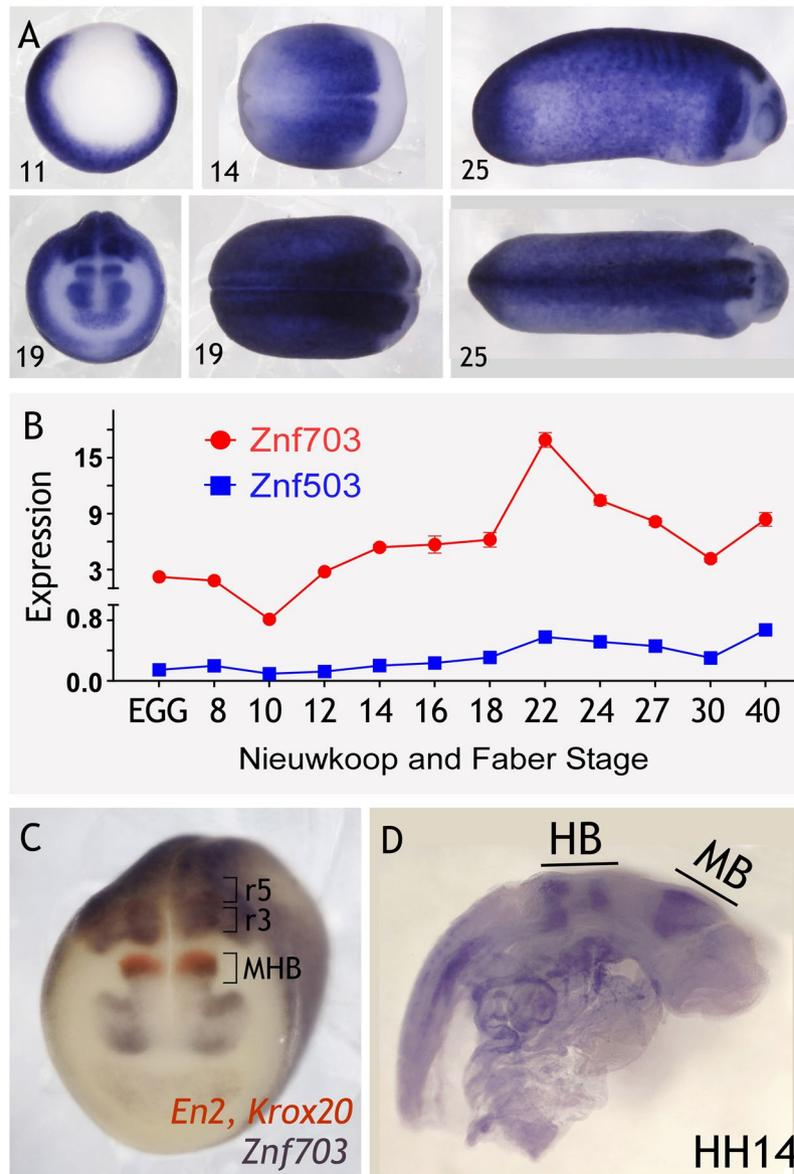 A
11
14
25
19
19
25
B
Znf703
Znf503
Expression
15
9
3
0.8
0.0
EGG 8 10 12 14 16 18 22 24 27 30 40
Nieuwkoop and Faber Stage
C
r5
r3
MHB
En2, Krox20
Znf703
D
HB
MB
HH14